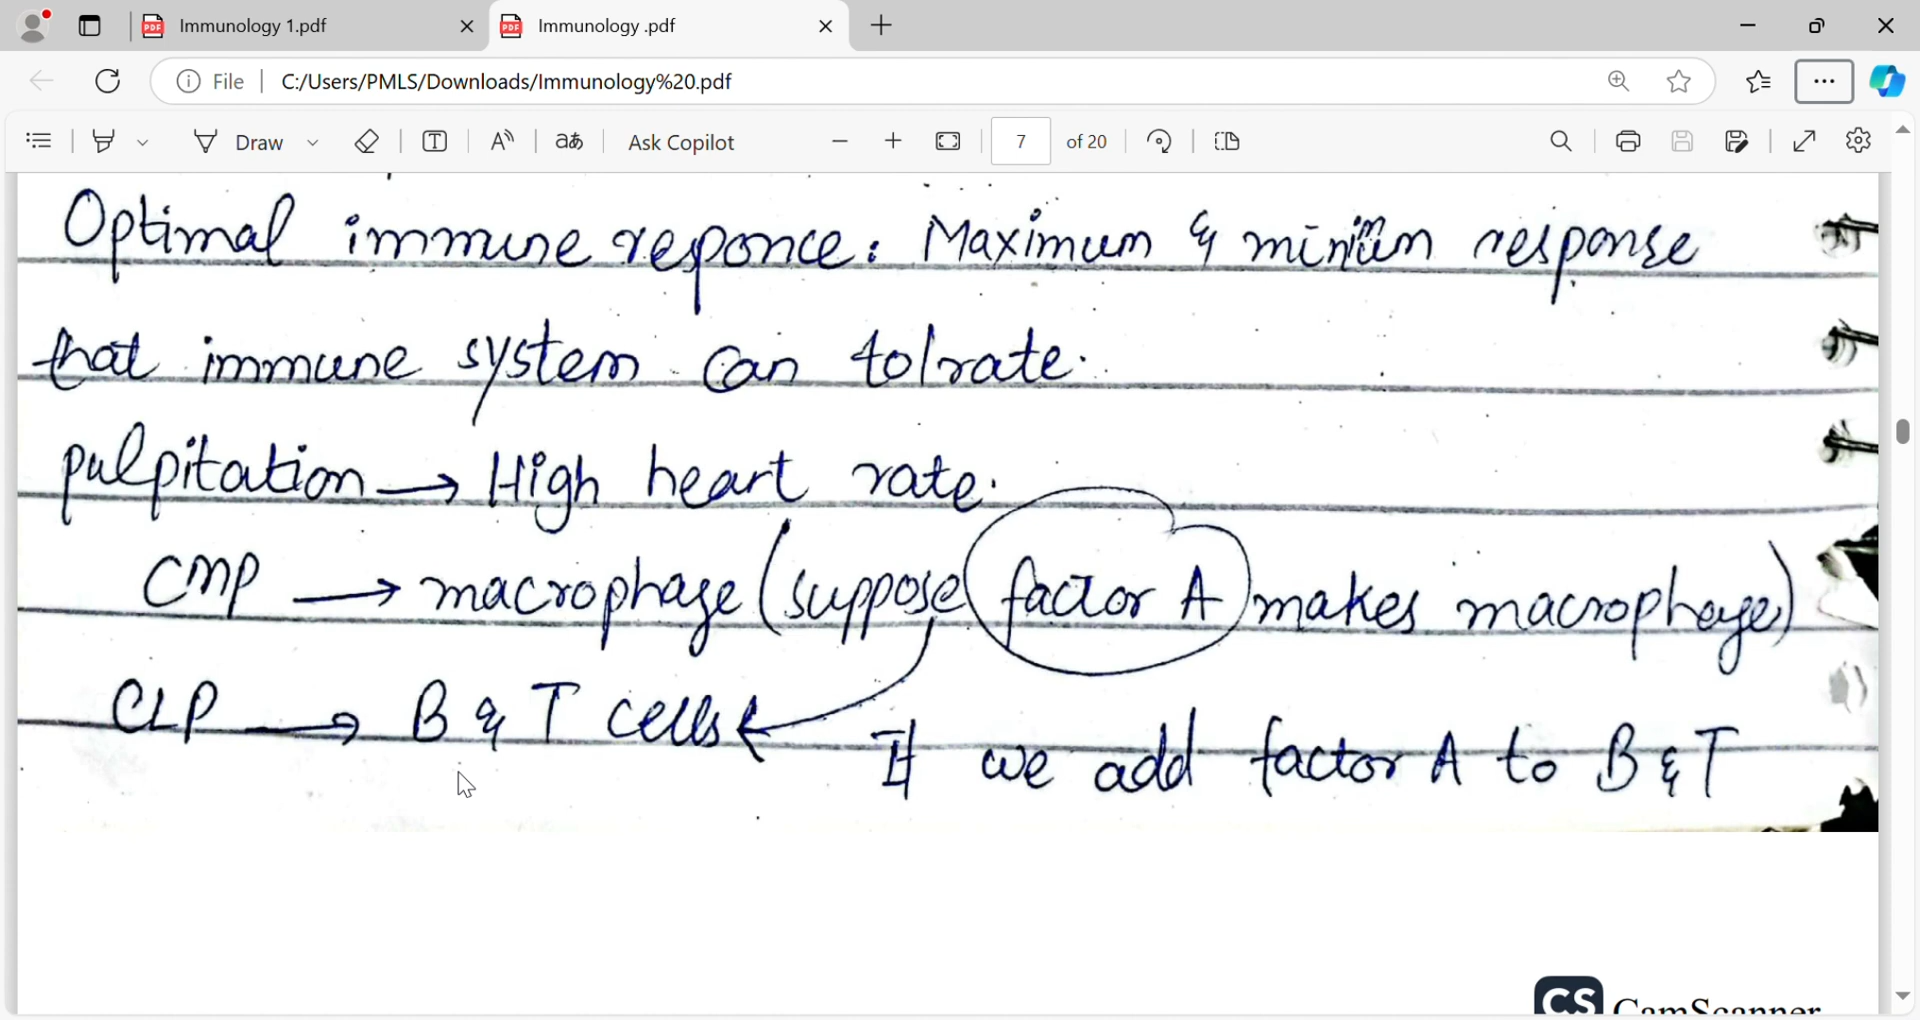 Immunology 1.pdf
Immunology .pdf
File C:/Users/PMLS/Downloads/Immunology%20.pdf
Draw Ask Copilot 7 of 20
Optimal immune reponce: Maximum & minimum response
that immune system can tolrate.
pulpitation → High heart rate.
CMP → macrophage (suppose factor A makes macrophage)
CLP → B & T cells
If we add factor A to B & T
CS CamScanner